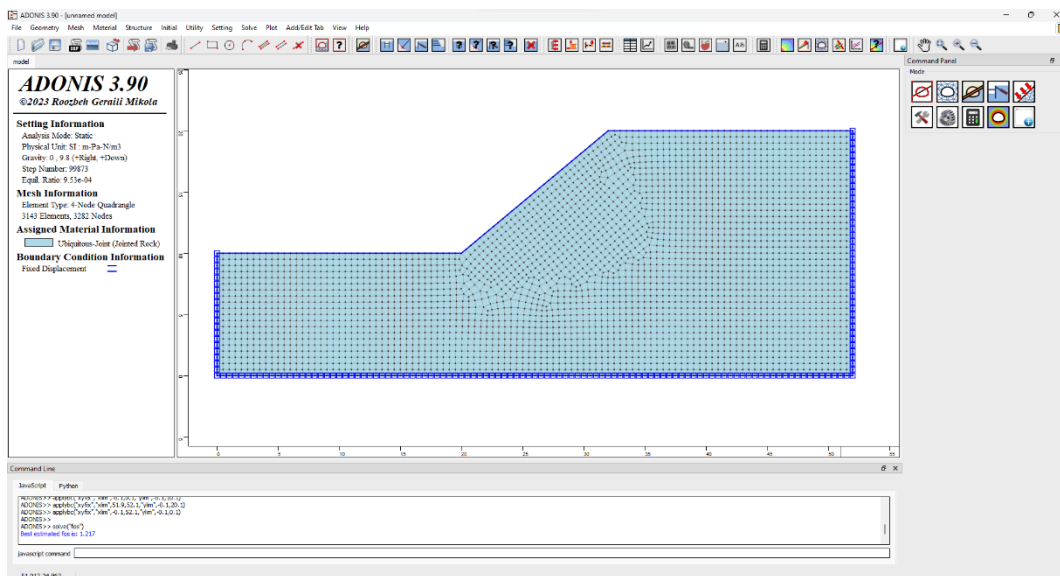 ADONIS 3.90 - [unnamed model]
File Geometry Mesh Material Structure Initial Utility Setting Solve Plot Add/Edit Tab View Help
model
Command Panel
Mode
ADONIS 3.90
©2023 Roozbeh Geraili Mikola
Setting Information
Analysis Mode: Static
Physical Unit: SI : m-Pa-N/m3
Gravity: 0 , 9.8 (+Right, +Down)
Step Number: 99873
Equil. Ratio: 9.53e-04
Mesh Information
Element Type: 4-Node Quadrangle
3143 Elements, 3282 Nodes
Assigned Material Information
Ubiquitous-Joint (Jointed Rock)
Boundary Condition Information
Fixed Displacement
0 5 10 15 20 25 30 35 40 45 50 55
Command Line
JavaScript Python
ADONIS>> applybc("xyfix","xlim",51.9,52.1,"ylim",-0.1,20.1)
ADONIS>> applybc("xyfix","xlim",-0.1,52.1,"ylim",-0.1,0.1)
ADONIS>>
ADONIS>> solve("fos")
Best estimated fos is: 1.217
javascript command